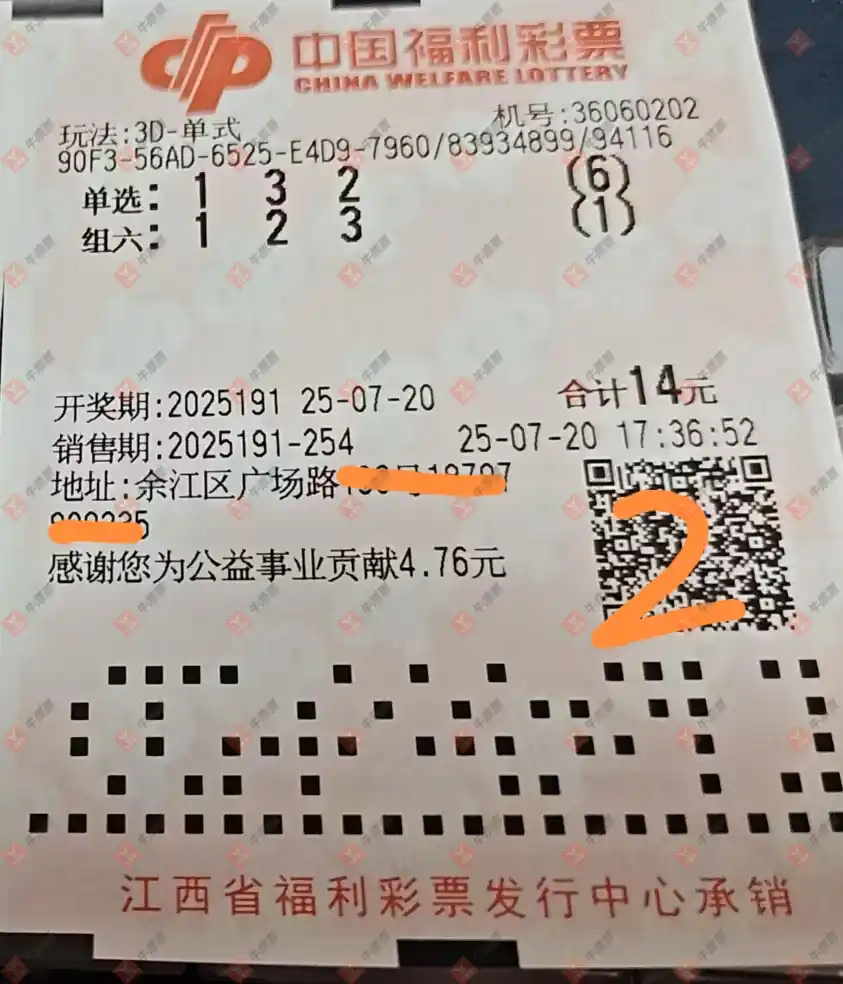 中国福利彩票
CHINA WELFARE LOTTERY
玩法:3D-单式 机号:36060202
90F3-56AD-6525-E4D9-7960/83934899/94116
单选: 1 3 2 (6)
组六: 1 2 3 (1)
开奖期:2025191 25-07-20 合计14元
销售期:2025191-254 25-07-20 17:36:52
地址:余江区广场路
2
感谢您为公益事业贡献4.76元
江西省福利彩票发行中心承销